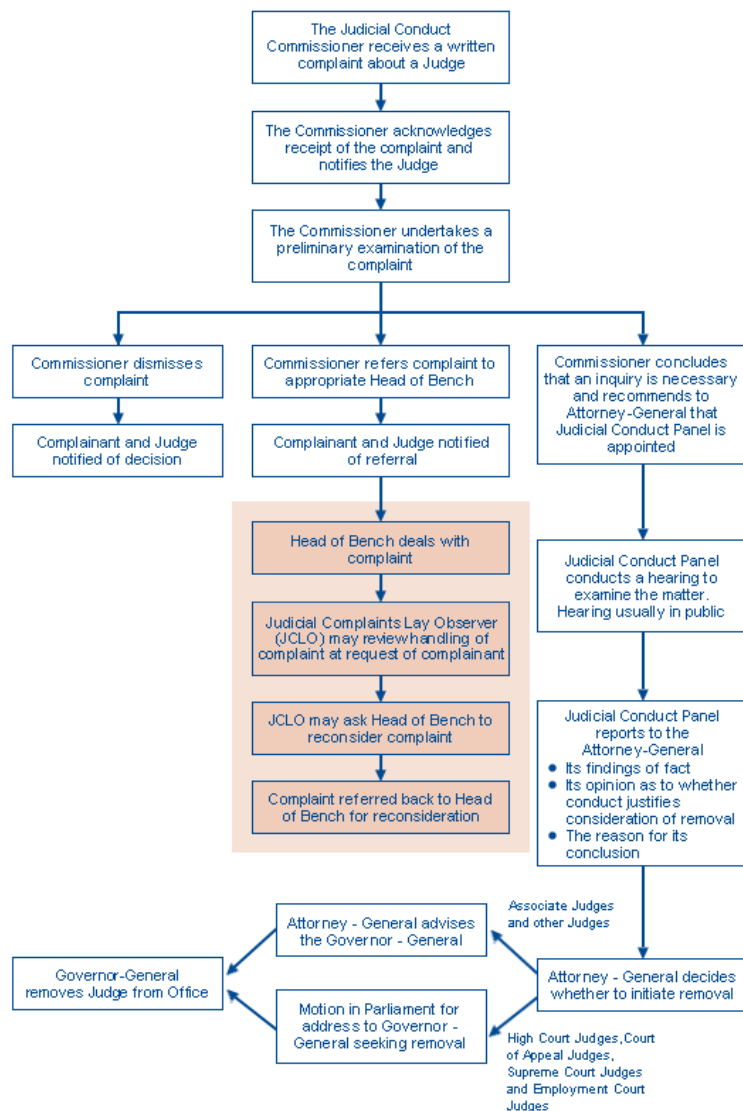 The Judicial Conduct
Commissioner receives a written
complaint about a Judge
The Commissioner acknowledges
receipt of the complaint and
notifies the Judge
The Commissioner undertakes a
preliminary examination of the
complaint
Commissioner dismisses
complaint
Complainant and Judge
notified of decision
Commissioner refers complaint to
appropriate Head of Bench
Complainant and Judge notified
of referral
Head of Bench deals with
complaint
Judicial Complaints Lay Observer
(JCLO) may review handling of
complaint at request of complainant
JCLO may ask Head of Bench to
reconsider complaint
Complaint referred back to Head
of Bench for reconsideration
Commissioner concludes
that an inquiry is necessary
and recommends to
Attorney-General that
Judicial Conduct Panel is
appointed
Judicial Conduct Panel
conducts a hearing to
examine the matter.
Hearing usually in public
Judicial Conduct Panel
reports to the
Attorney-General
● Its findings of fact
● Its opinion as to whether
conduct justifies
consideration of removal
● The reason for its
conclusion
Attorney - General decides
whether to initiate removal
Associate Judges
and other Judges
Attorney - General advises
the Governor - General
High Court Judges,Court
of Appeal Judges,
Supreme Court Judges
and Employment Court
Judges
Motion in Parliament for
address to Governor -
General seeking removal
Governor-General
removes Judge from Office